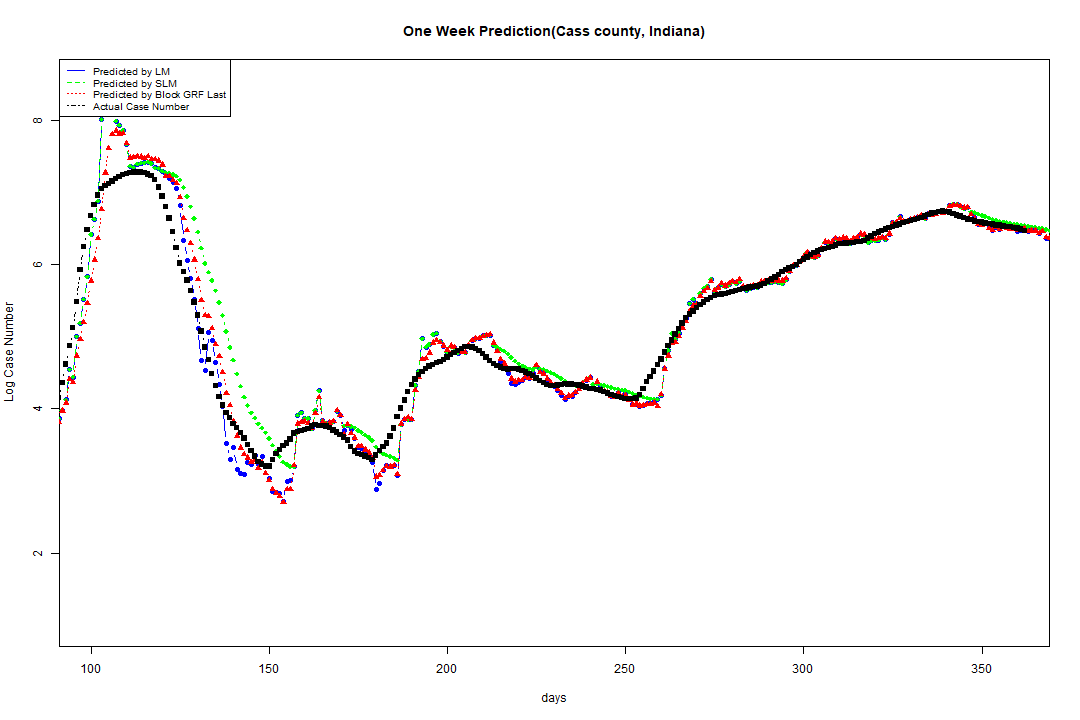 One Week Prediction(Cass county, Indiana)
Predicted by LM
Predicted by SLM
Predicted by Block GRF Last
Actual Case Number
8
6
4
2
Log Case Number
100 150 200 250 300 350
days